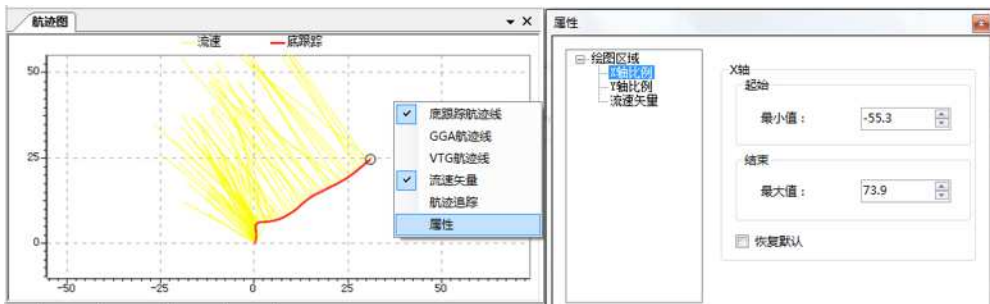 航迹图
流速
底跟踪
50
25
0
-50
-25
0
25
50
底跟踪航迹线
GGA航迹线
VTG航迹线
流速矢量
航迹追踪
属性
属性
绘图区域
X轴比例
Y轴比例
流速矢量
X轴
起始
最小值：
-55.3
结束
最大值：
73.9
恢复默认